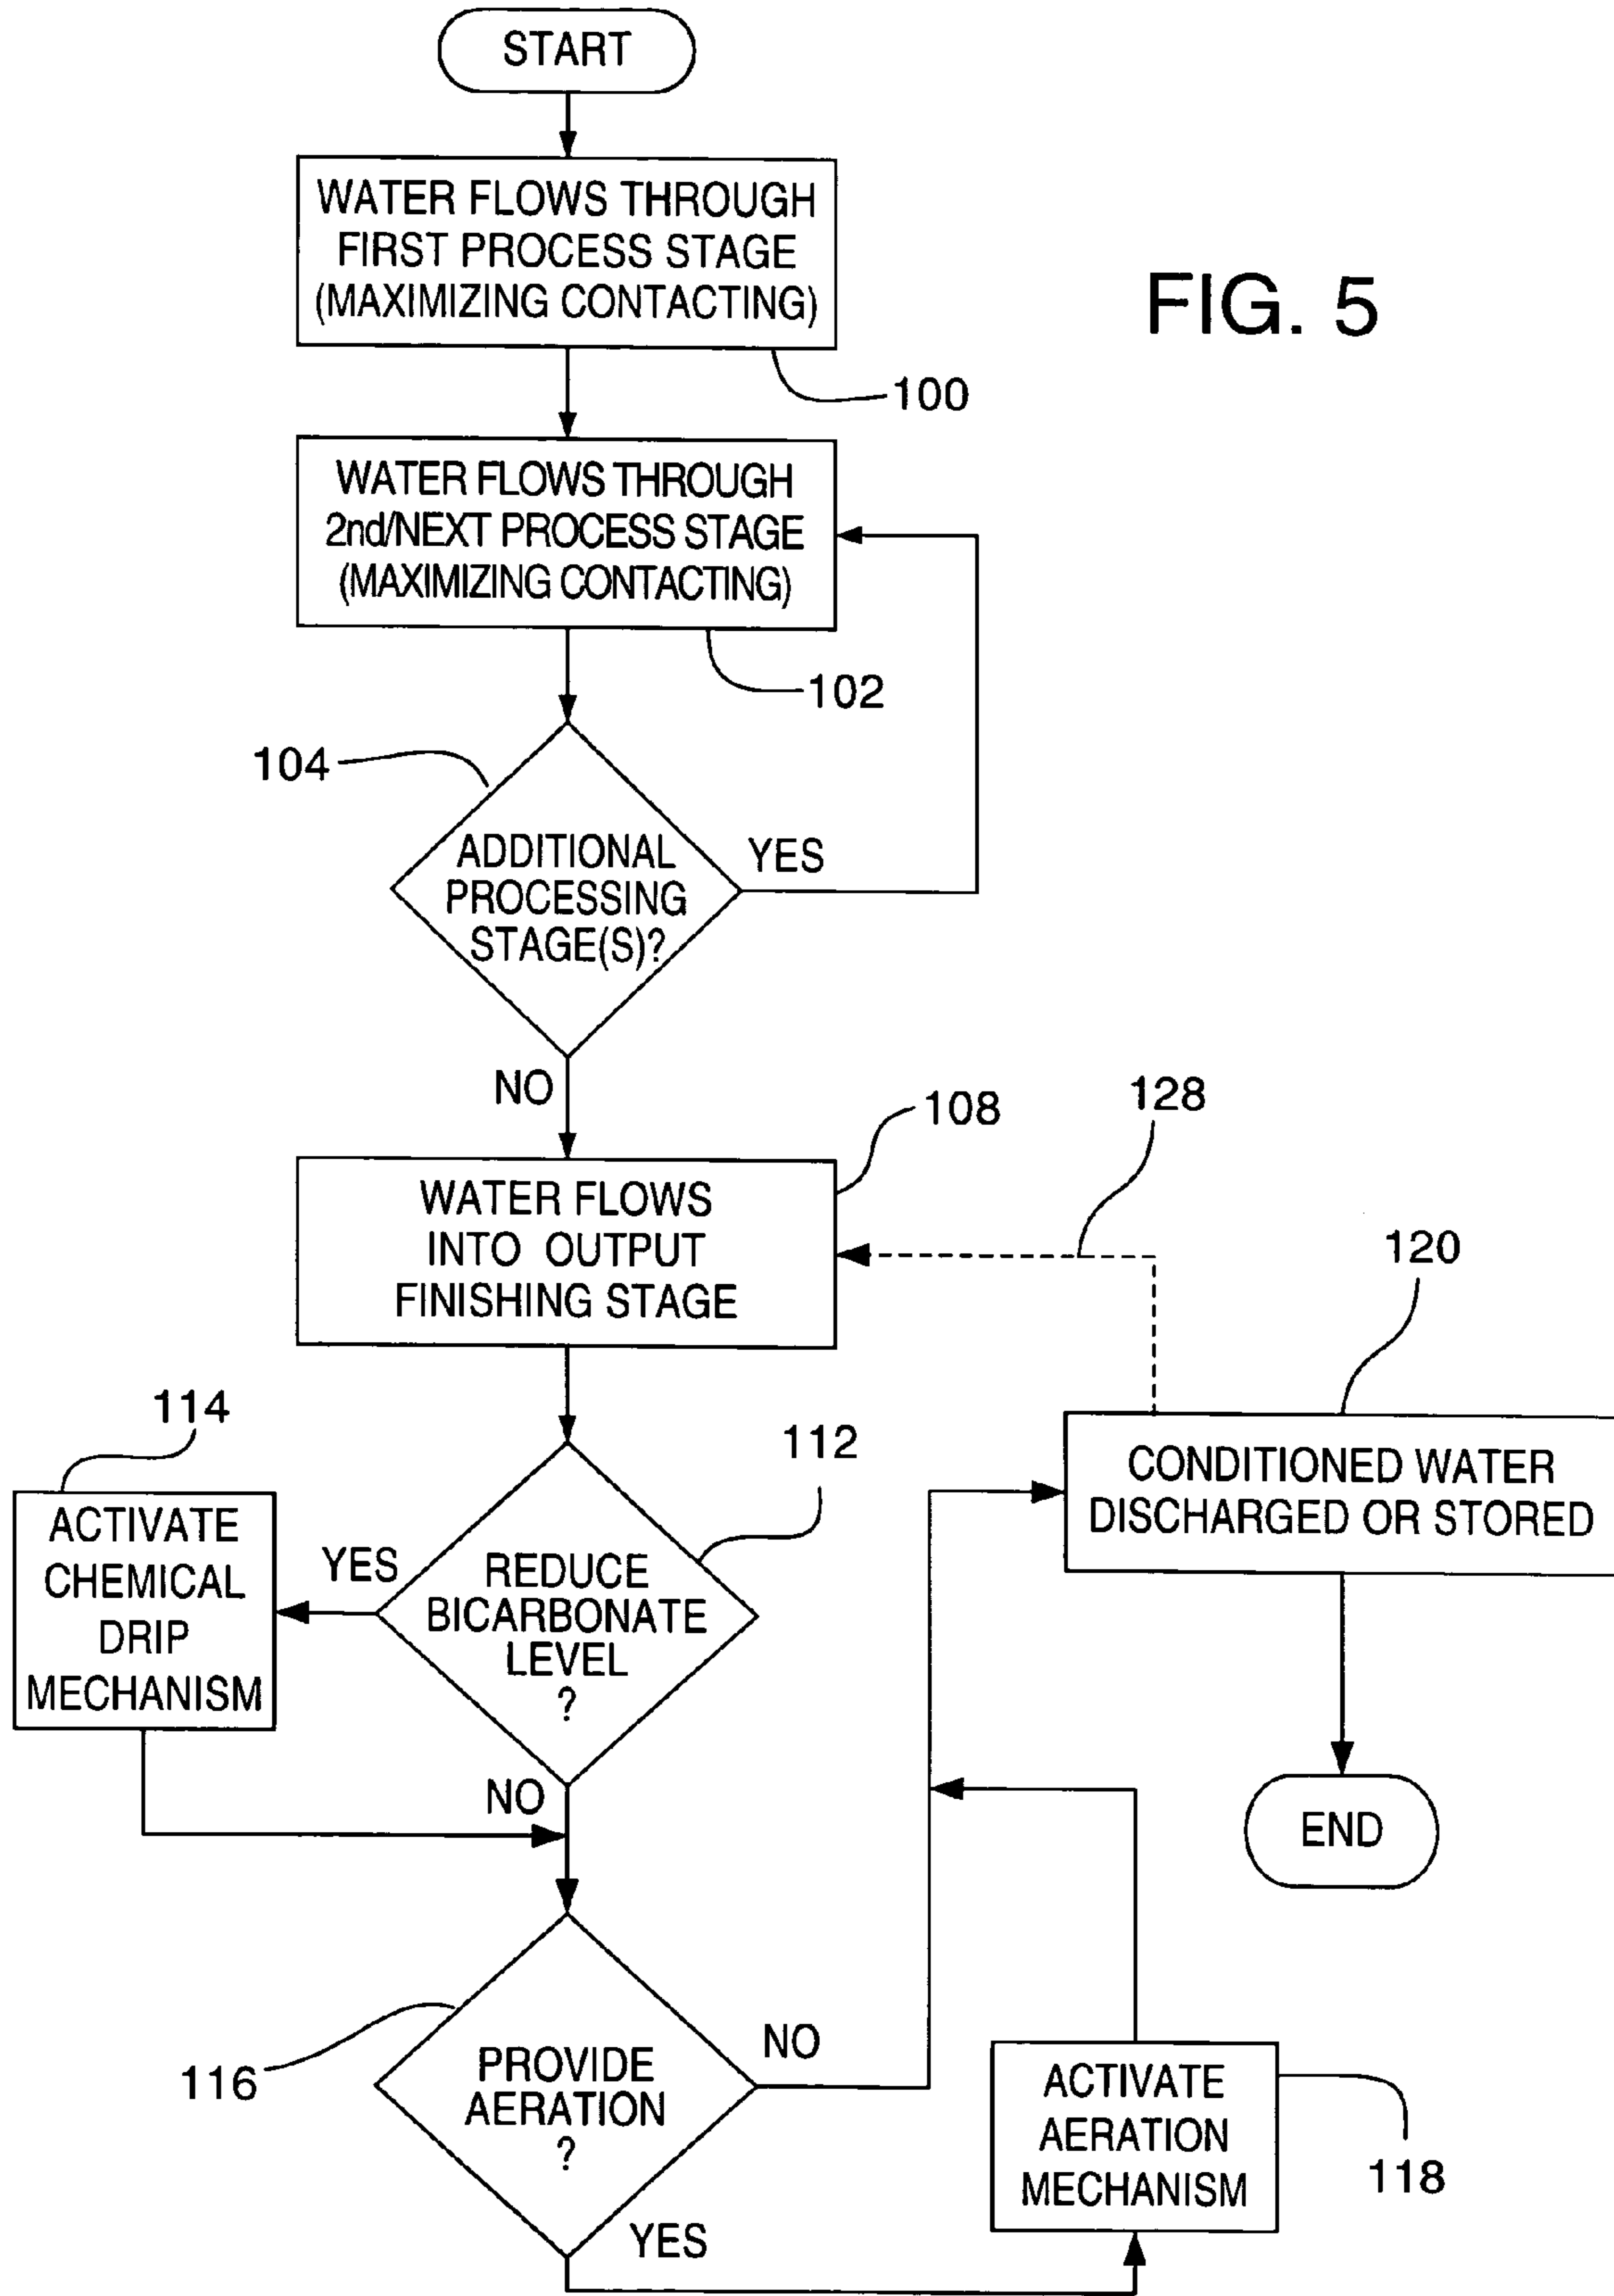 START
WATER FLOWS THROUGH
FIRST PROCESS STAGE
(MAXIMIZING CONTACTING)
FIG. 5
100
WATER FLOWS THROUGH
2nd/NEXT PROCESS STAGE
(MAXIMIZING CONTACTING)
102
104
ADDITIONAL
PROCESSING
STAGE(S)?
YES
NO
108
128
WATER FLOWS
INTO OUTPUT
FINISHING STAGE
120
114
112
CONDITIONED WATER
DISCHARGED OR STORED
ACTIVATE
CHEMICAL
DRIP
MECHANISM
YES
REDUCE
BICARBONATE
LEVEL
?
NO
END
116
PROVIDE
AERATION
?
NO
YES
ACTIVATE
AERATION
MECHANISM
118